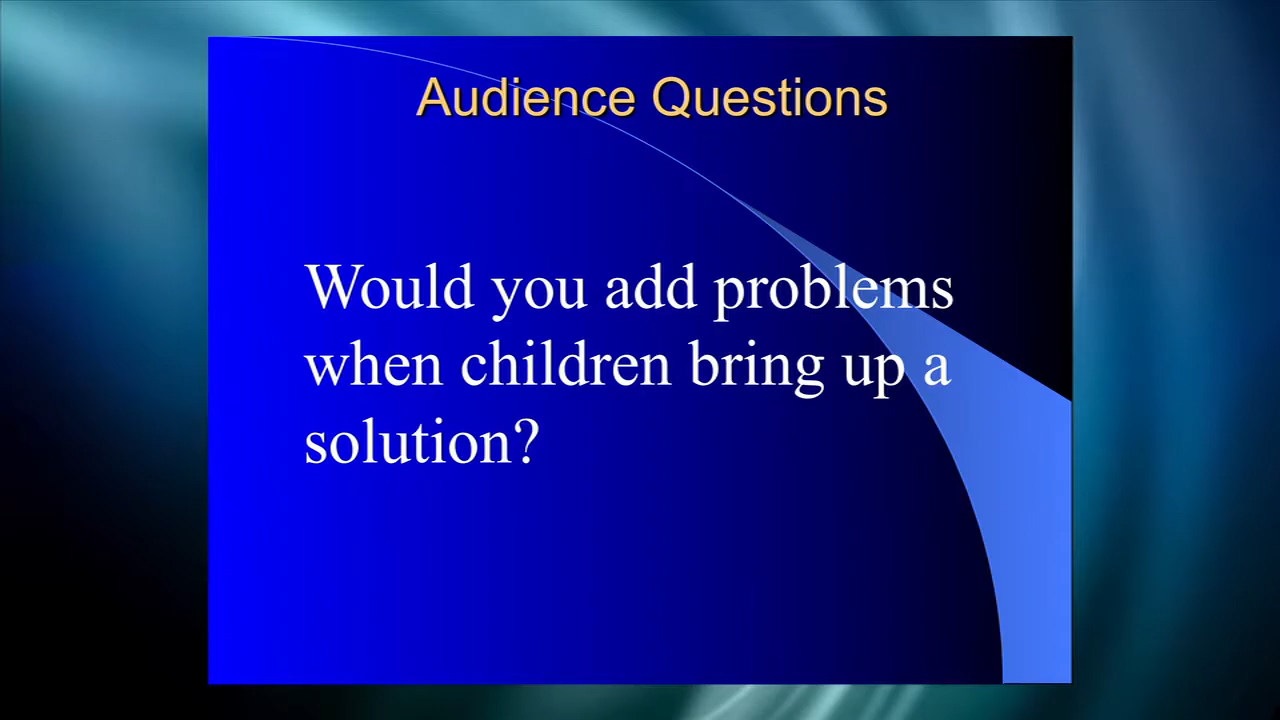 Audience Questions
Would you add problems
when children bring up a
solution?